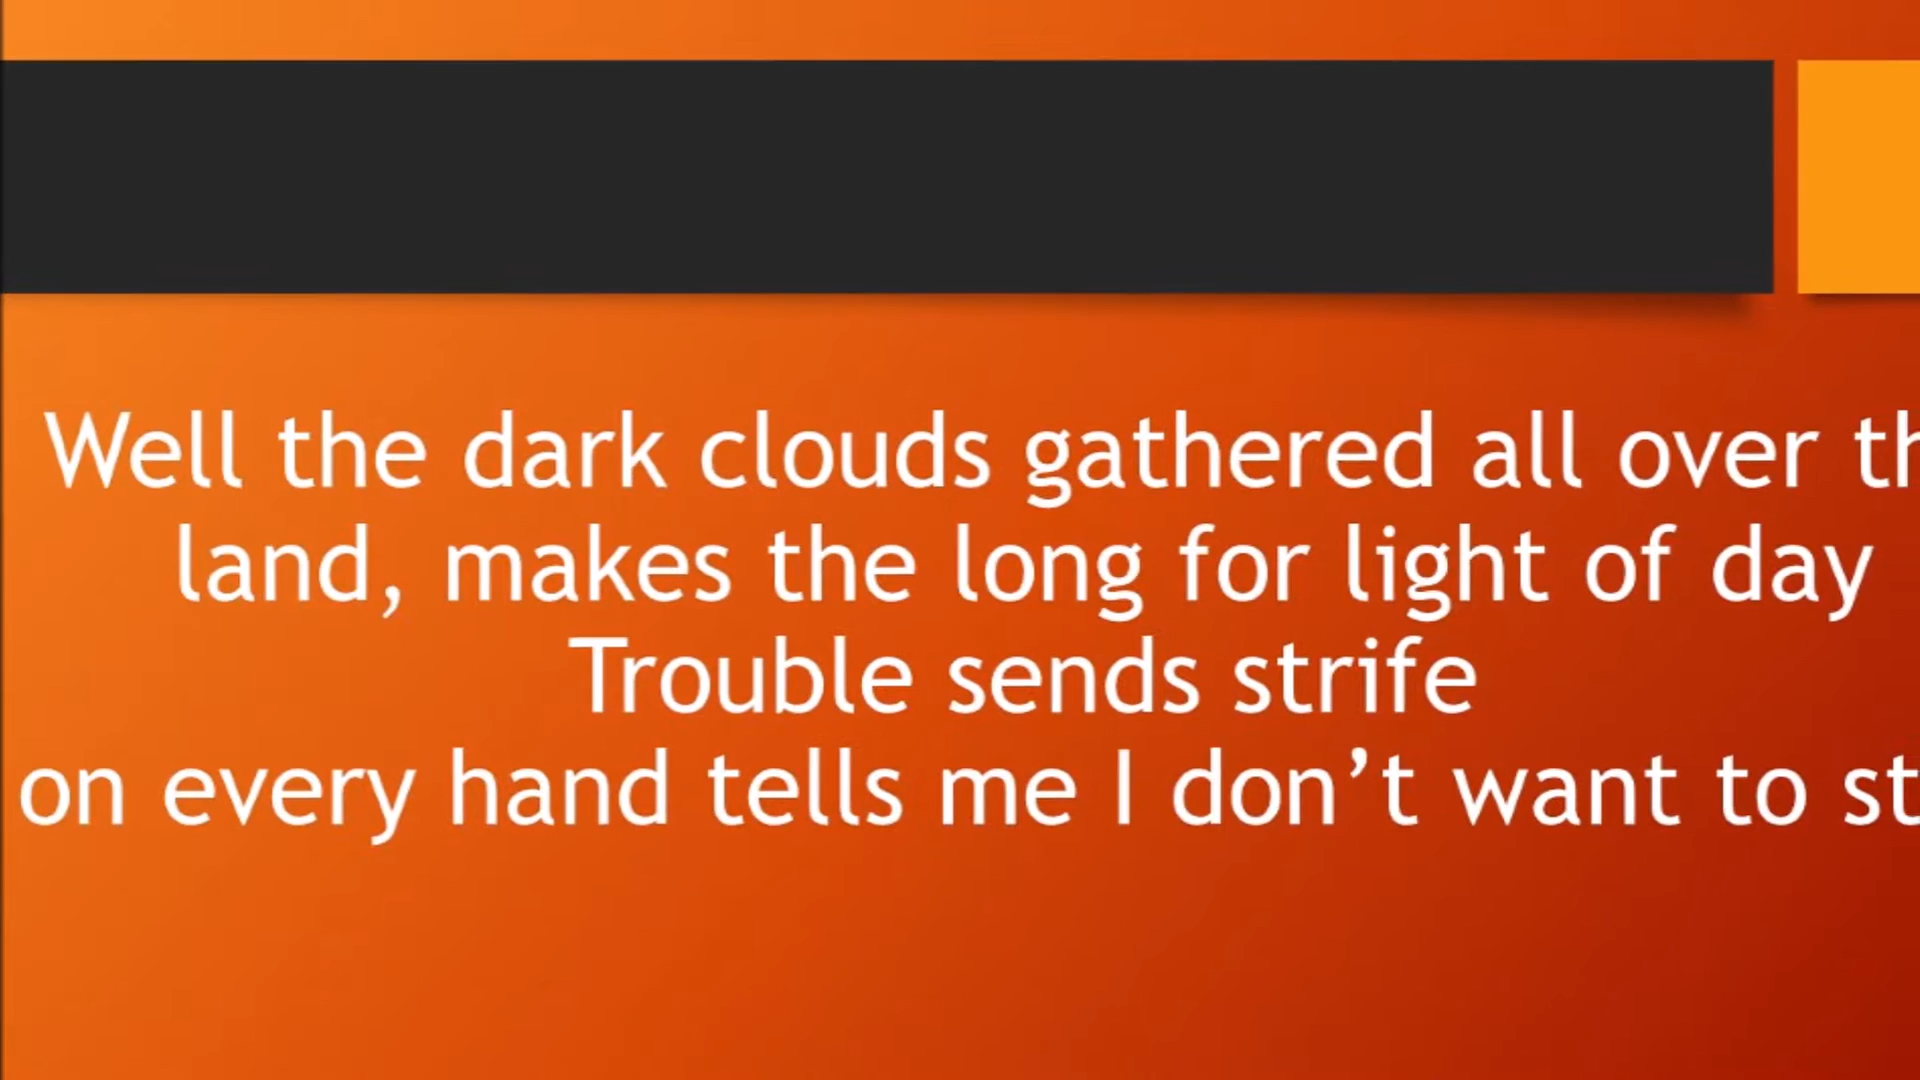 Well the dark clouds gathered all over th
land, makes the long for light of day
Trouble sends strife
on every hand tells me I don’t want to st